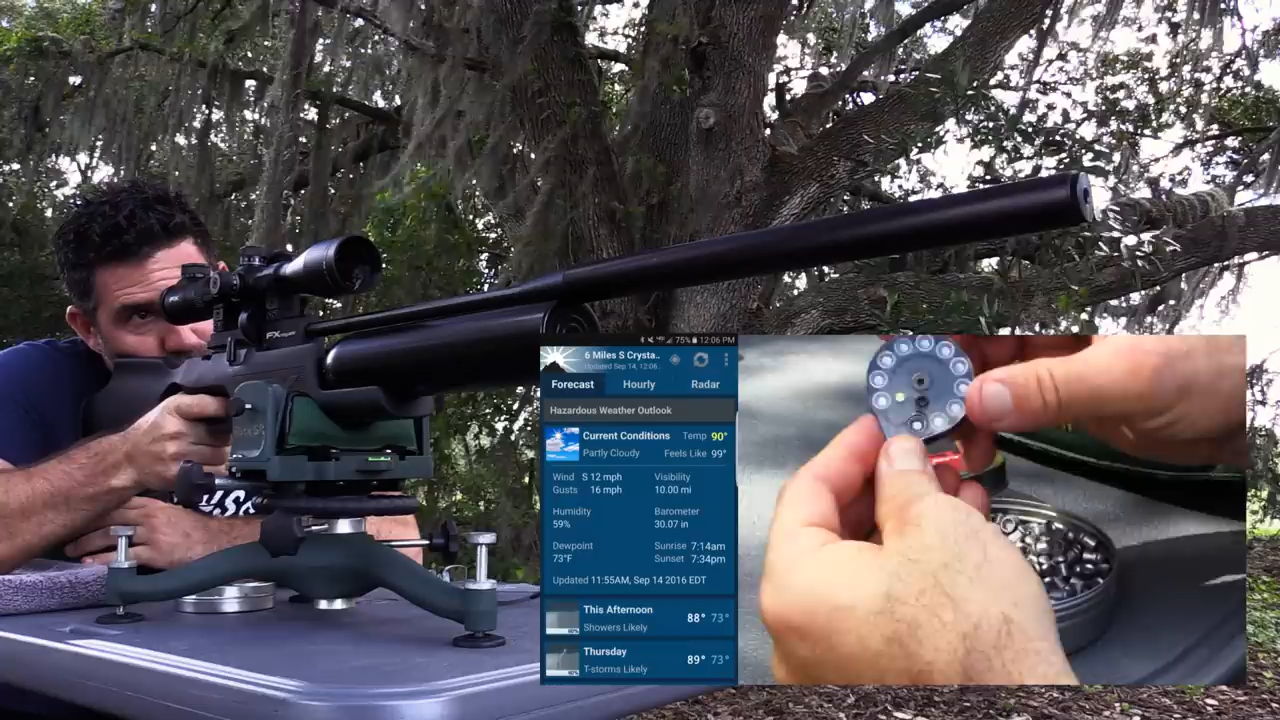 FX
75% 12:06 PM
6 Miles S Crysta..
Updated Sep 14, 12:06
Forecast Hourly Radar
Hazardous Weather Outlook
Current Conditions Temp 90°
Partly Cloudy Feels Like 99°
Wind S 12 mph Visibility
Gusts 16 mph 10.00 mi
Humidity Barometer
59% 30.07 in
Dewpoint Sunrise 7:14am
73°F Sunset 7:34pm
Updated 11:55AM, Sep 14 2016 EDT
This Afternoon 88° 73°
Showers Likely
Thursday 89° 73°
T-storms Likely